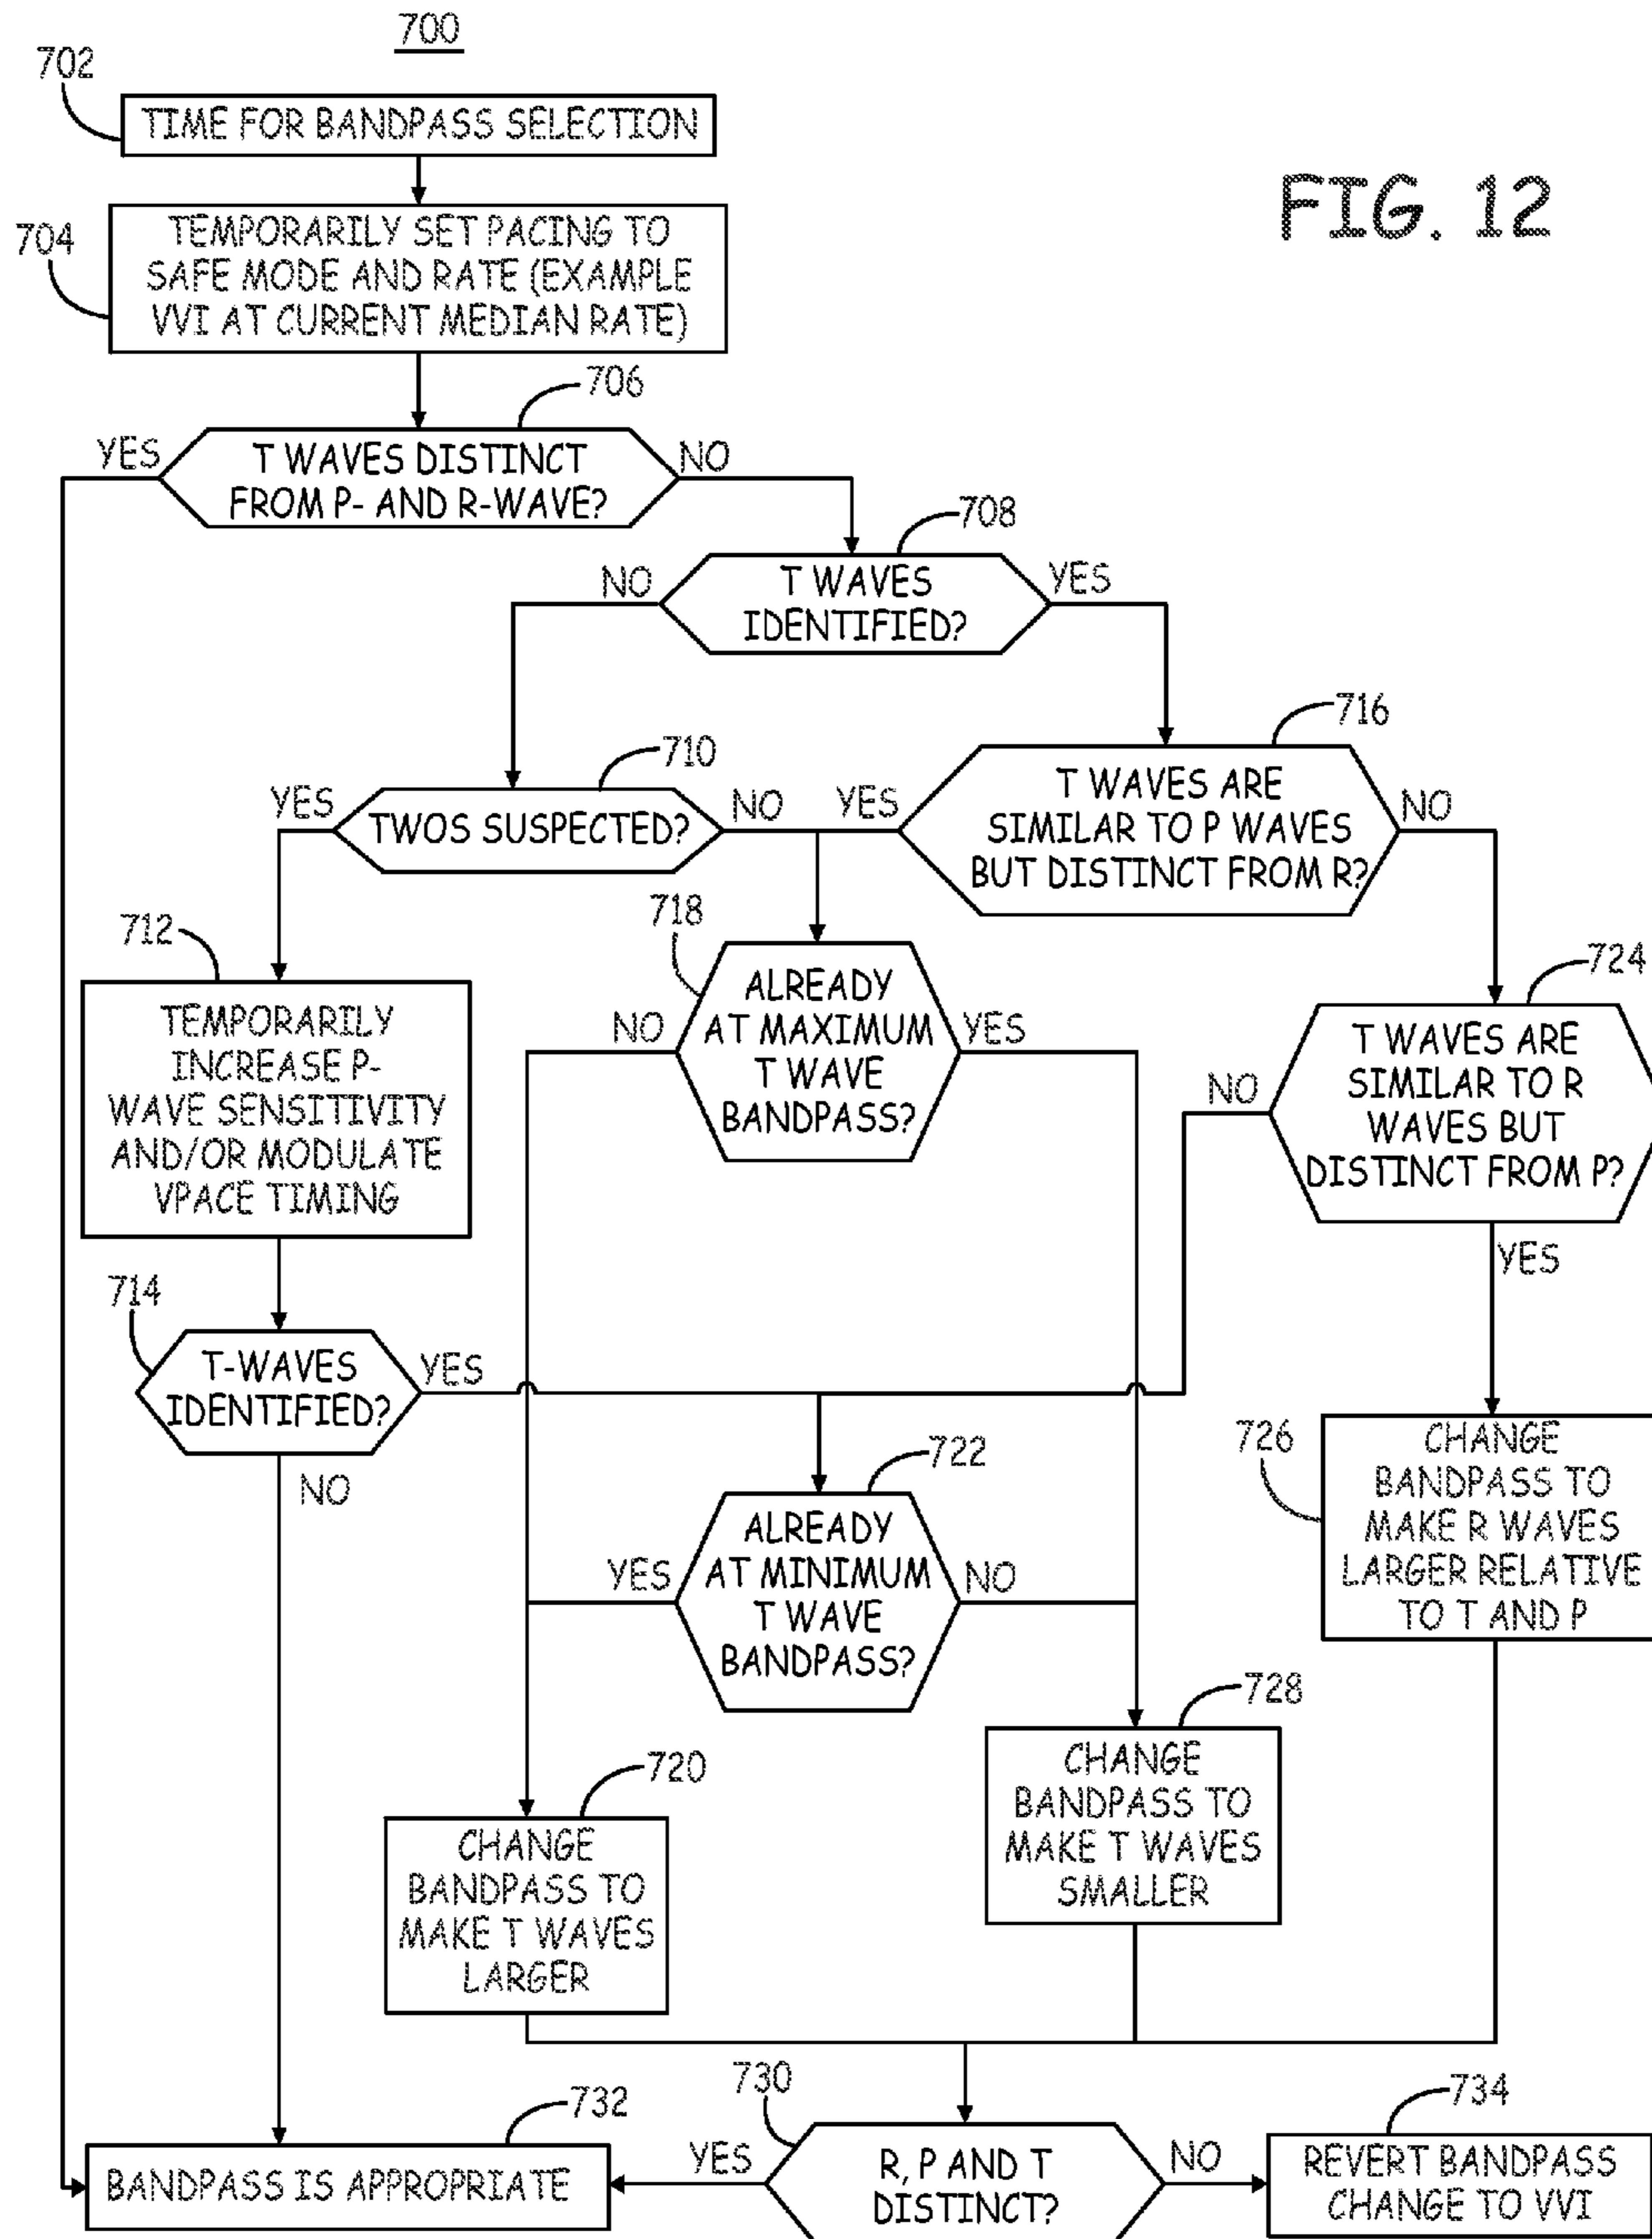 700
702
TIME FOR BANDPASS SELECTION
FIG. 12
704
TEMPORARILY SET PACING TO
SAFE MODE AND RATE (EXAMPLE
VVI AT CURRENT MEDIAN RATE)
706
YES
T WAVES DISTINCT
FROM P- AND R-WAVE?
NO
708
NO
T WAVES
IDENTIFIED?
YES
710
YES
TWOS SUSPECTED?
NO
716
YES
T WAVES ARE
SIMILAR TO P WAVES
BUT DISTINCT FROM R?
NO
712
TEMPORARILY
INCREASE P-
WAVE SENSITIVITY
AND/OR MODULATE
VPACE TIMING
718
NO
ALREADY
AT MAXIMUM
T WAVE
BANDPASS?
YES
724
NO
T WAVES ARE
SIMILAR TO R
WAVES BUT
DISTINCT FROM P?
YES
714
T-WAVES
IDENTIFIED?
YES
NO
722
YES
ALREADY
AT MINIMUM
T WAVE
BANDPASS?
NO
726
CHANGE
BANDPASS TO
MAKE R WAVES
LARGER RELATIVE
TO T AND P
720
CHANGE
BANDPASS TO
MAKE T WAVES
LARGER
728
CHANGE
BANDPASS TO
MAKE T WAVES
SMALLER
732
BANDPASS IS APPROPRIATE
730
YES
R, P AND T
DISTINCT?
NO
734
REVERT BANDPASS
CHANGE TO VVI